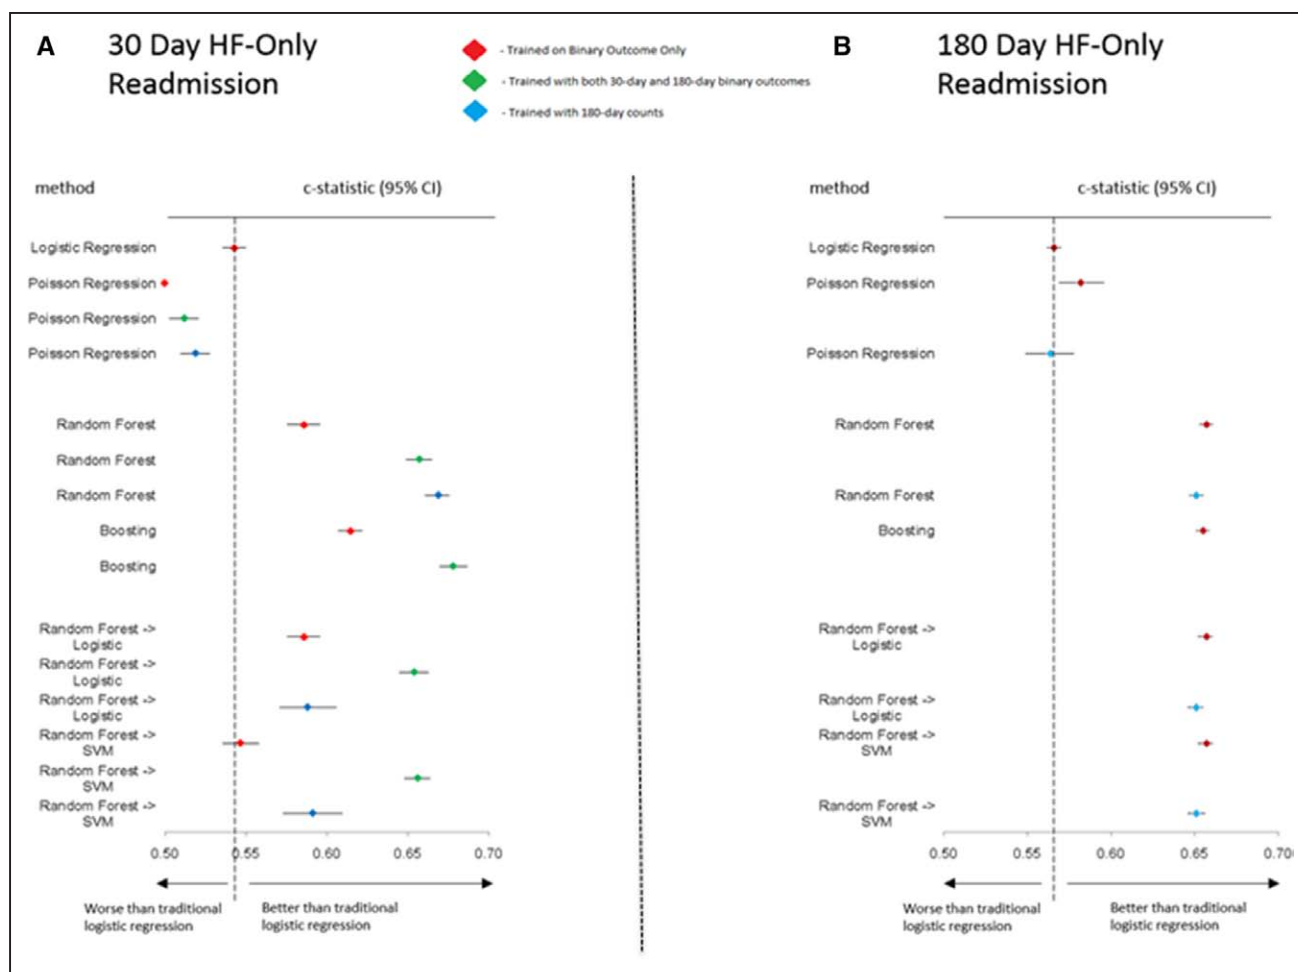 A
30 Day HF-Only
Readmission
- Trained on Binary Outcome Only
- Trained with both 30-day and 180-day binary outcomes
- Trained with 180-day counts
method
c-statistic (95% CI)
Logistic Regression
Poisson Regression
Poisson Regression
Poisson Regression
Random Forest
Random Forest
Random Forest
Boosting
Boosting
Random Forest ->
Logistic
Random Forest ->
Logistic
Random Forest ->
Logistic
Random Forest ->
SVM
Random Forest ->
SVM
Random Forest ->
SVM
0.50 0.55 0.60 0.65 0.70
Worse than traditional
logistic regression
Better than traditional
logistic regression
B
180 Day HF-Only
Readmission
method
c-statistic (95% CI)
Logistic Regression
Poisson Regression
Poisson Regression
Random Forest
Random Forest
Boosting
Random Forest ->
Logistic
Random Forest ->
Logistic
Random Forest ->
SVM
Random Forest ->
SVM
0.50 0.55 0.60 0.65 0.70
Worse than traditional
logistic regression
Better than traditional
logistic regression